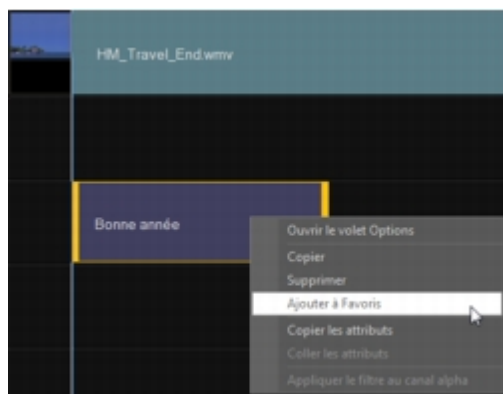 HM_Travel_End.wmv
Bonne année
Ouvrir le volet Options
Copier
Supprimer
Ajouter à Favoris
Copier les attributs
Coller les attributs
Appliquer le filtre au canal alpha